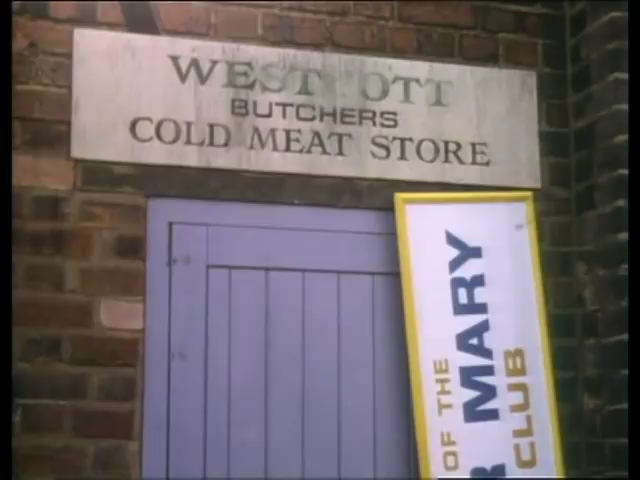 WESTCOTT
BUTCHERS
COLD MEAT STORE
OF THE
R MARY
CLUB